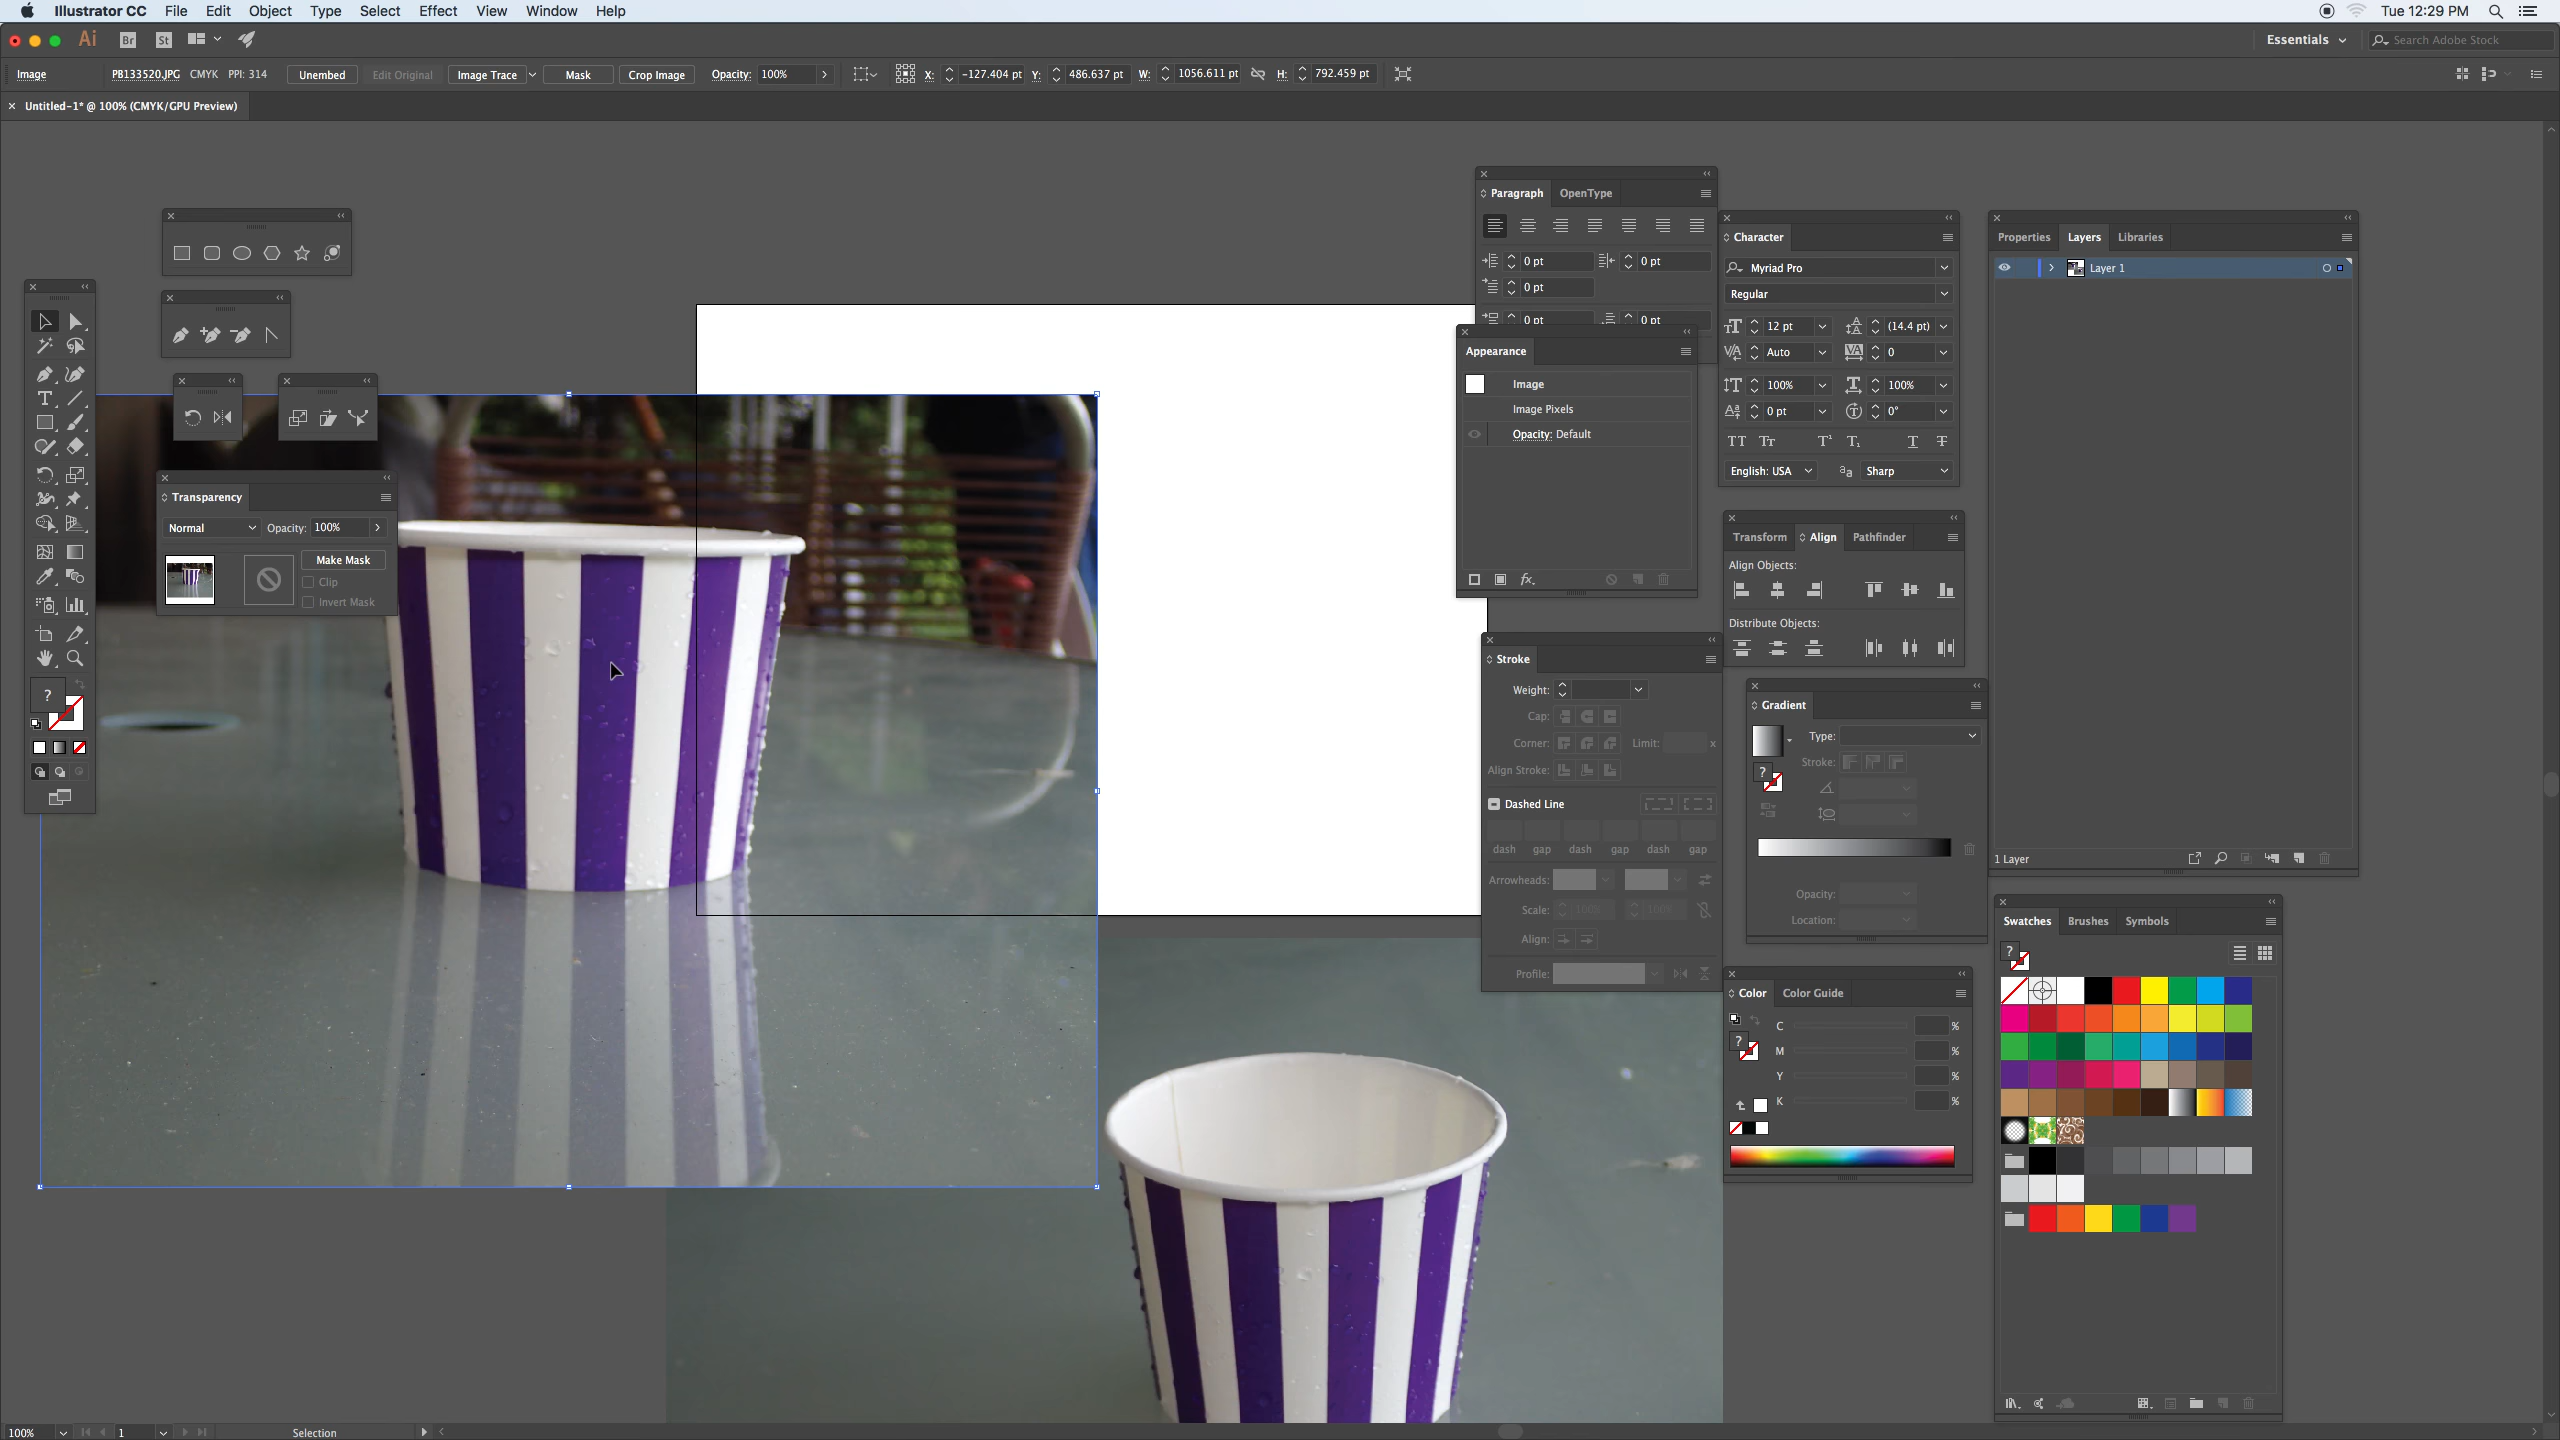 Illustrator CC File Edit Object Type Select Effect View Window Help
Tue 12:29 PM
Ai Br St
Essentials
Search Adobe Stock
Image PB133520.JPG CMYK PPI: 314 Unembed Edit Original Image Trace Mask Crop Image Opacity: 100% X: -127.404 pt Y: 486.637 pt W: 1056.611 pt H: 792.459 pt
Untitled-1* @ 100% (CMYK/GPU Preview)
Paragraph OpenType
0 pt 0 pt
0 pt
0 pt 0 pt
Character
Myriad Pro
Regular
12 pt (14.4 pt)
Auto 0
100% 100%
0 pt 0°
English: USA Sharp
Properties Layers Libraries
Layer 1
1 Layer
Appearance
Image
Image Pixels
Opacity: Default
fx
Transparency
Normal Opacity: 100%
Make Mask
Clip
Invert Mask
Transform Align Pathfinder
Align Objects:
Distribute Objects:
Stroke
Weight:
Cap:
Corner: Limit: x
Align Stroke:
Dashed Line
dash gap dash gap dash gap
Arrowheads:
Scale: 100% 100%
Align:
Profile:
Gradient
Type:
Stroke:
Opacity:
Location:
Color Color Guide
C %
M %
Y %
K %
Swatches Brushes Symbols
100% 1 Selection